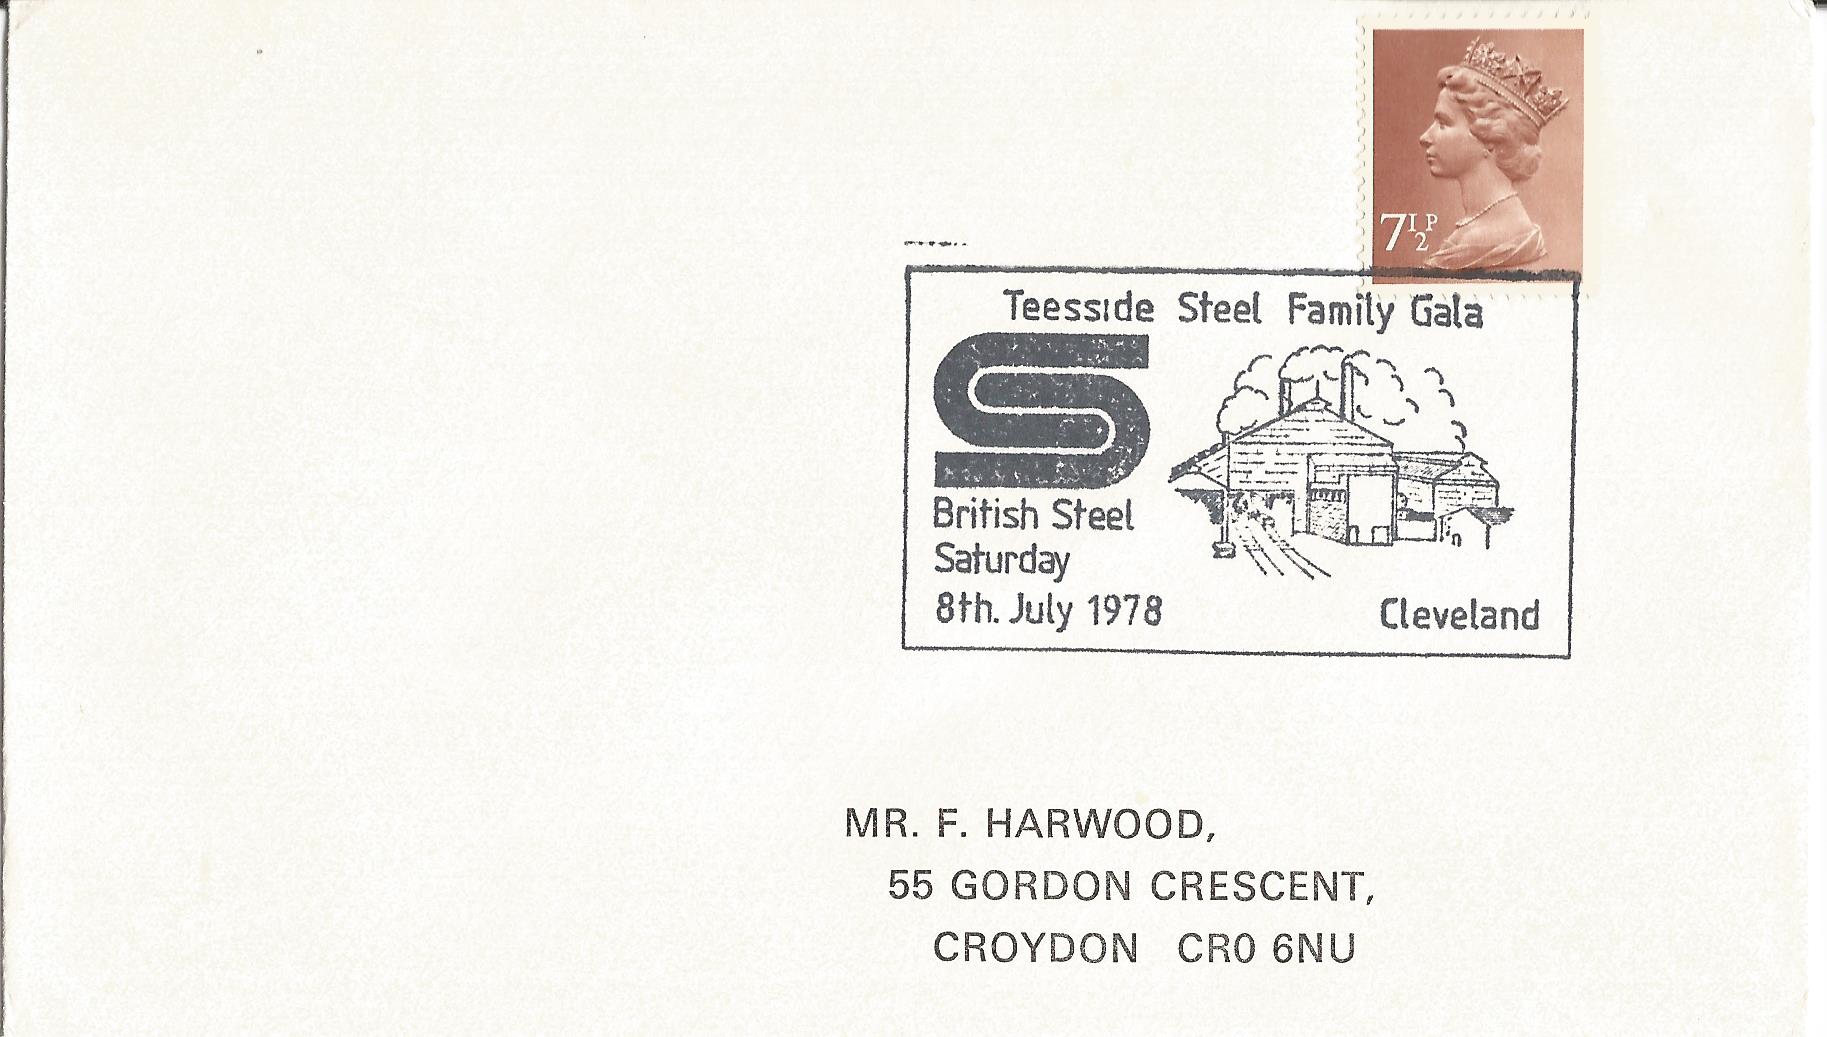 7½P
Teesside Steel Family Gala
British Steel
Saturday
8th. July 1978
Cleveland
MR. F. HARWOOD,
55 GORDON CRESCENT,
CROYDON CR0 6NU